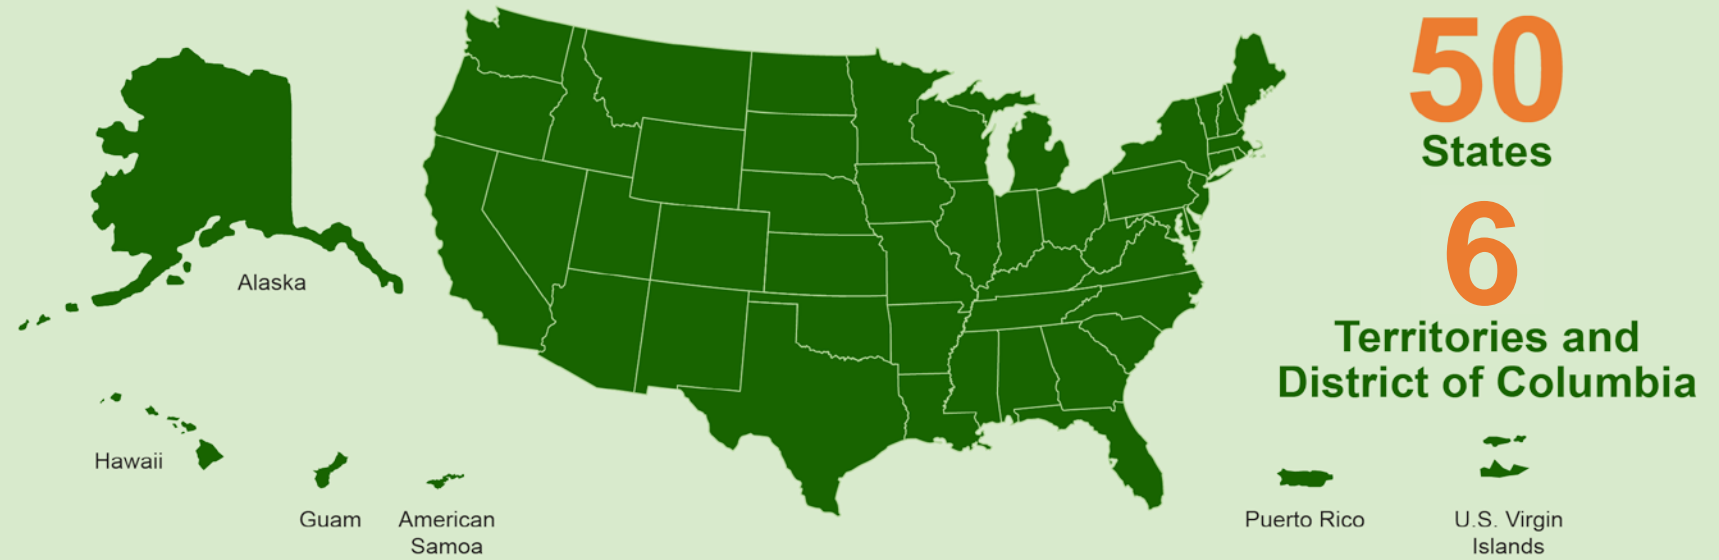 50
States
6
Territories and
District of Columbia
Alaska
Hawaii
Guam
American
Samoa
Puerto Rico
U.S. Virgin
Islands